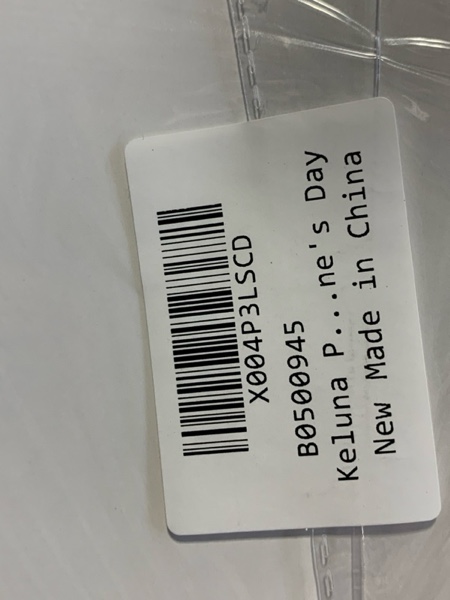 X004P3LSCD
B0500945
Keluna P...ne's Day
New Made in China